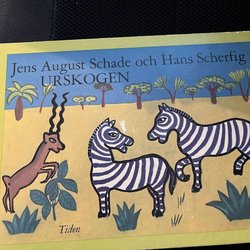 Jens August Schade och Hans Scherfig
URSKOGEN
Tiden